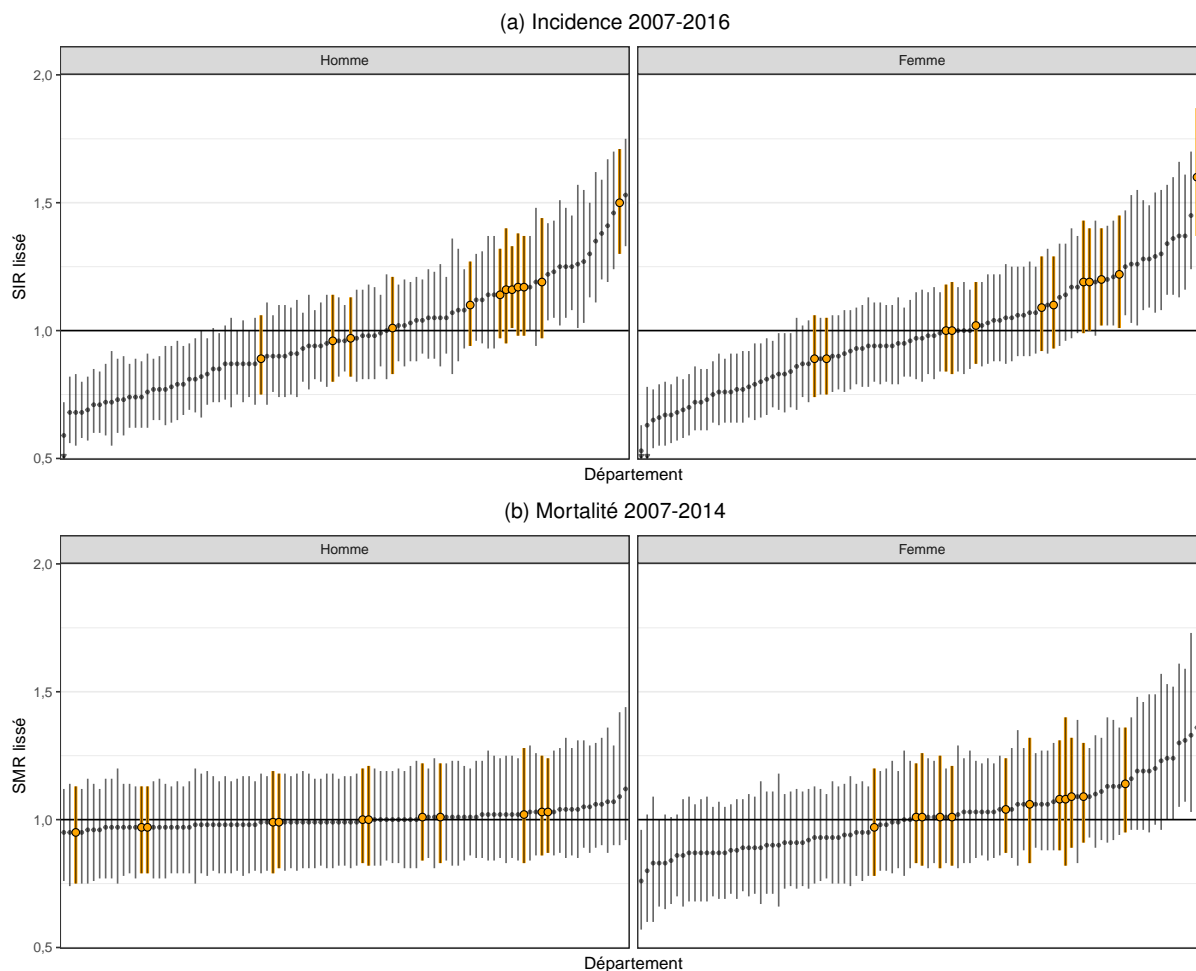 (a) Incidence 2007-2016
Homme
Femme
2,0
1,5
1,0
0,5
SIR lissé
Département
(b) Mortalité 2007-2014
Homme
Femme
2,0
1,5
1,0
0,5
SMR lissé
Département